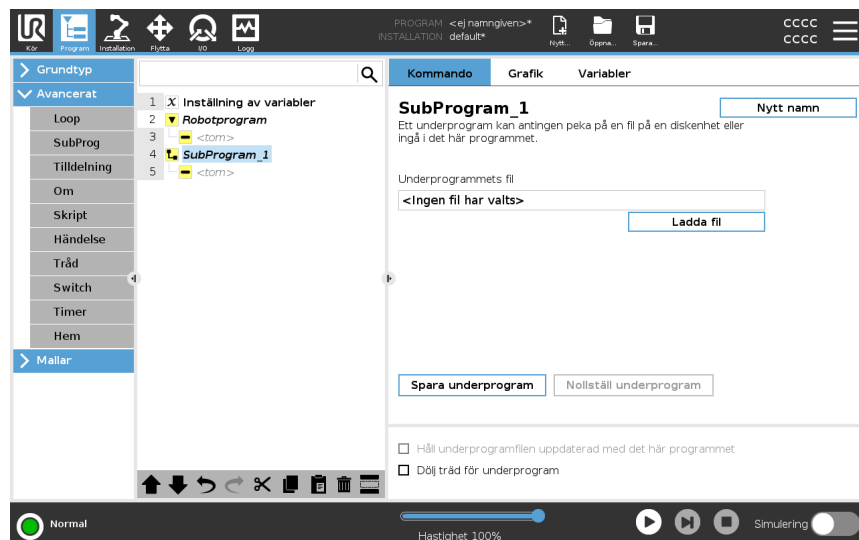 UR
PROGRAM <ej namngiven>*
INSTALLATION default*
CCCC
CCCC
Kör Program Installation Flytta I/O Logg Nytt... Öppna... Spara...
Grundtyp
Avancerat
Loop
SubProg
Tilldelning
Om
Skript
Händelse
Tråd
Switch
Timer
Hem
Mallar
1 X Inställning av variabler
2 Robotprogram
3 <tom>
4 SubProgram_1
5 <tom>
Kommando Grafik Variabler
SubProgram_1
Nytt namn
Ett underprogram kan antingen peka på en fil på en diskenhet eller
ingå i det här programmet.
Underprogrammets fil
<Ingen fil har valts>
Ladda fil
Spara underprogram Nollställ underprogram
Håll underprogramfilen uppdaterad med det här programmet
Dölj träd för underprogram
Normal
Hastighet 100%
Simulering